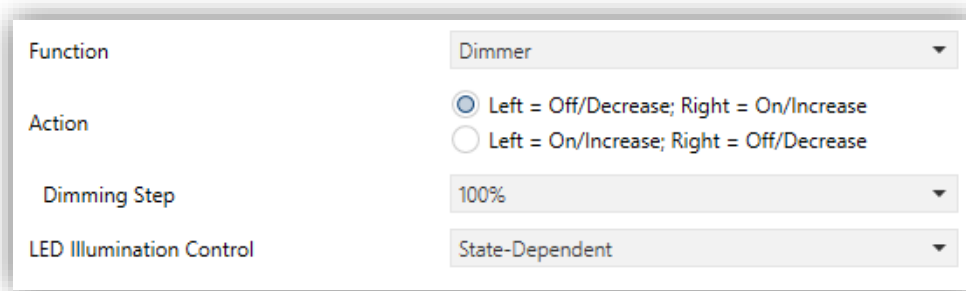 Function Dimmer
Action
Left = Off/Decrease; Right = On/Increase
Left = On/Increase; Right = Off/Decrease
Dimming Step 100%
LED Illumination Control State-Dependent